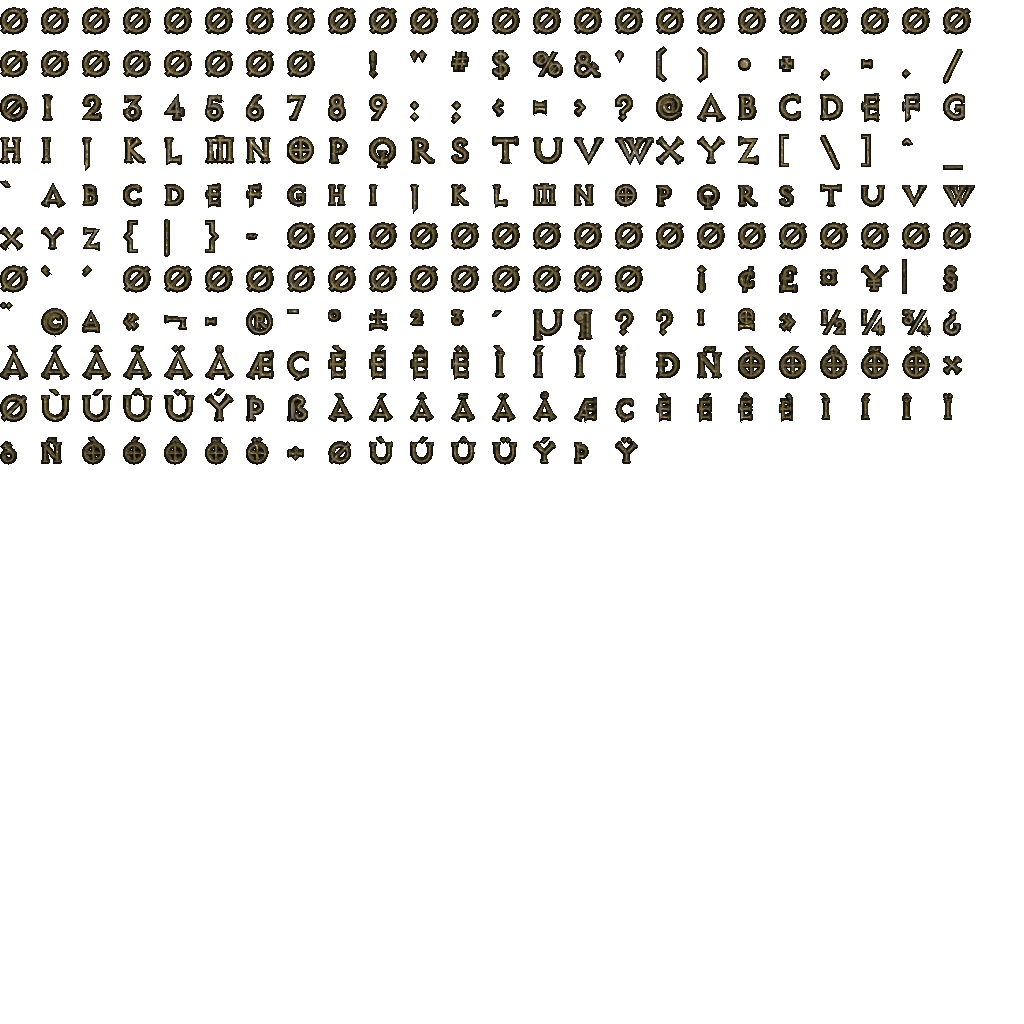 Ø Ø Ø Ø Ø Ø Ø Ø Ø Ø Ø Ø Ø Ø Ø Ø Ø Ø Ø Ø Ø Ø Ø Ø
Ø Ø Ø Ø Ø Ø Ø Ø ! " # $ % & ' ( ) * + , - . /
Ø 1 2 3 4 5 6 7 8 9 : ; < = > ? @ A B C D E F G
H I J K L M N O P Q R S T U V W X Y Z [ \ ] ^ _
` A B C D E F G H I J K L M N O P Q R S T U V W
X Y Z { | } - Ø Ø Ø Ø Ø Ø Ø Ø Ø Ø Ø Ø Ø Ø Ø Ø Ø
Ø ' ' Ø Ø Ø Ø Ø Ø Ø Ø Ø Ø Ø Ø Ø ¡ ¢ £ ¤ ¥ | §
¨ © ª « ¬ - ® ¯ ° ± ² ³ ´ µ ¶ ? ? ¹ º » ½ ¼ ¾ ¿
À Á Â Ã Ä Å Æ Ç È É Ê Ë Ì Í Î Ï Ð Ñ Ò Ó Ô Õ Ö ×
Ø Ù Ú Û Ü Ý Þ ß À Á Â Ã Ä Å Æ Ç È É Ê Ë Ì Í Î Ï
ð Ñ Ò Ó Ô Õ Ö ÷ Ø Ù Ú Û Ü Ý Þ Ÿ